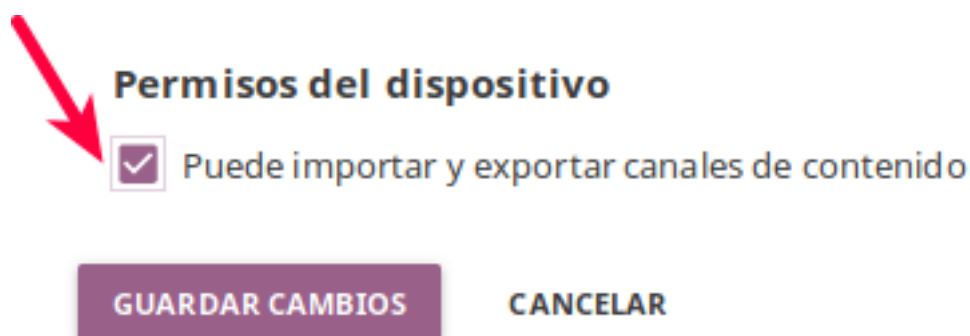 Permisos del dispositivo
Puede importar y exportar canales de contenido
GUARDAR CAMBIOS
CANCELAR